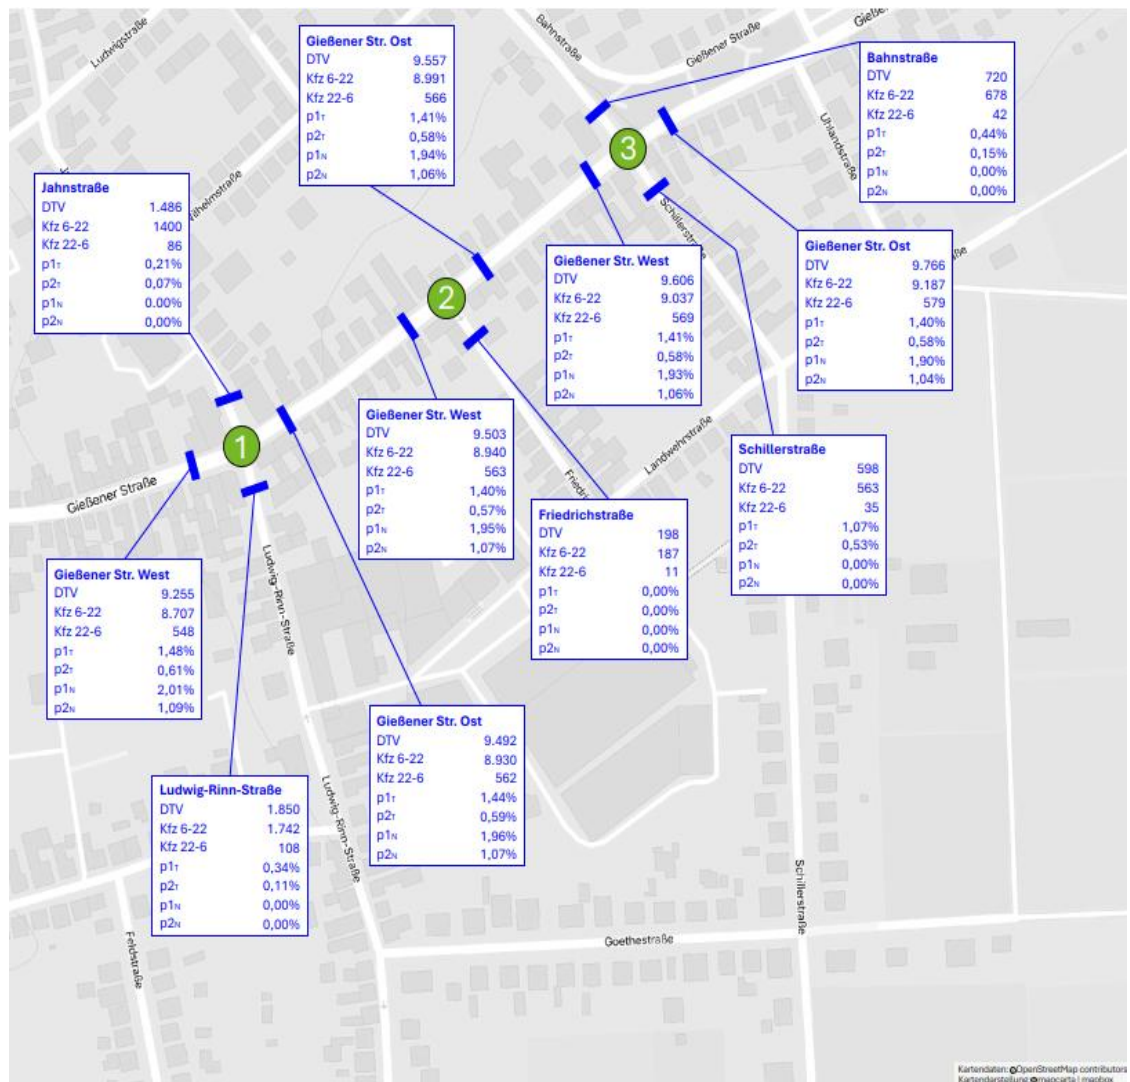 Ludwigstraße
Bahnstraße
Gießener Straße
Uhlandstraße
Gießener Str. Ost
DTV 9.557
Kfz 6-22 8.991
Kfz 22-6 566
p1T 1,41%
p2T 0,58%
p1N 1,94%
p2N 1,06%
Bahnstraße
DTV 720
Kfz 6-22 678
Kfz 22-6 42
p1T 0,44%
p2T 0,15%
p1N 0,00%
p2N 0,00%
3
Jahnstraße
DTV 1.486
Kfz 6-22 1400
Kfz 22-6 86
p1T 0,21%
p2T 0,07%
p1N 0.00%
p2N 0,00%
Schillerstraße
Gießener Str. West
DTV 9.606
Kfz 6-22 9.037
Kfz 22-6 569
p1T 1,41%
p2T 0,58%
p1N 1,93%
p2N 1,06%
Gießener Str. Ost
DTV 9.766
Kfz 6-22 9.187
Kfz 22-6 579
p1T 1,40%
p2T 0,58%
p1N 1,90%
p2N 1,04%
2
1
Gießener Str. West
DTV 9.503
Kfz 6-22 8.940
Kfz 22-6 563
p1T 1,40%
p2T 0,57%
p1N 1,95%
p2N 1,07%
Landwehrstraße
Schillerstraße
DTV 598
Kfz 6-22 563
Kfz 22-6 35
p1T 1,07%
p2T 0,53%
p1N 0,00%
p2N 0,00%
Gießener Straße
Friedrichstraße
DTV 198
Kfz 6-22 187
Kfz 22-6 11
p1T 0,00%
p2T 0,00%
p1N 0,00%
p2N 0,00%
Gießener Str. West
DTV 9.255
Kfz 6-22 8.707
Kfz 22-6 548
p1T 1,48%
p2T 0,61%
p1N 2,01%
p2N 1,09%
Ludwig-Rinn-Straße
Gießener Str. Ost
DTV 9.492
Kfz 6-22 8.930
Kfz 22-6 562
p1T 1,44%
p2T 0,59%
p1N 1,96%
p2N 1,07%
Ludwig-Rinn-Straße
DTV 1.850
Kfz 6-22 1.742
Kfz 22-6 108
p1T 0,34%
p2T 0,11%
p1N 0,00%
p2N 0,00%
Ludwig-Rinn-Straße
Schillerstraße
Feldstraße
Goethestraße
Kartendaten: OpenStreetMap contributors
Kartendarstellung: mapcarta | mapbox